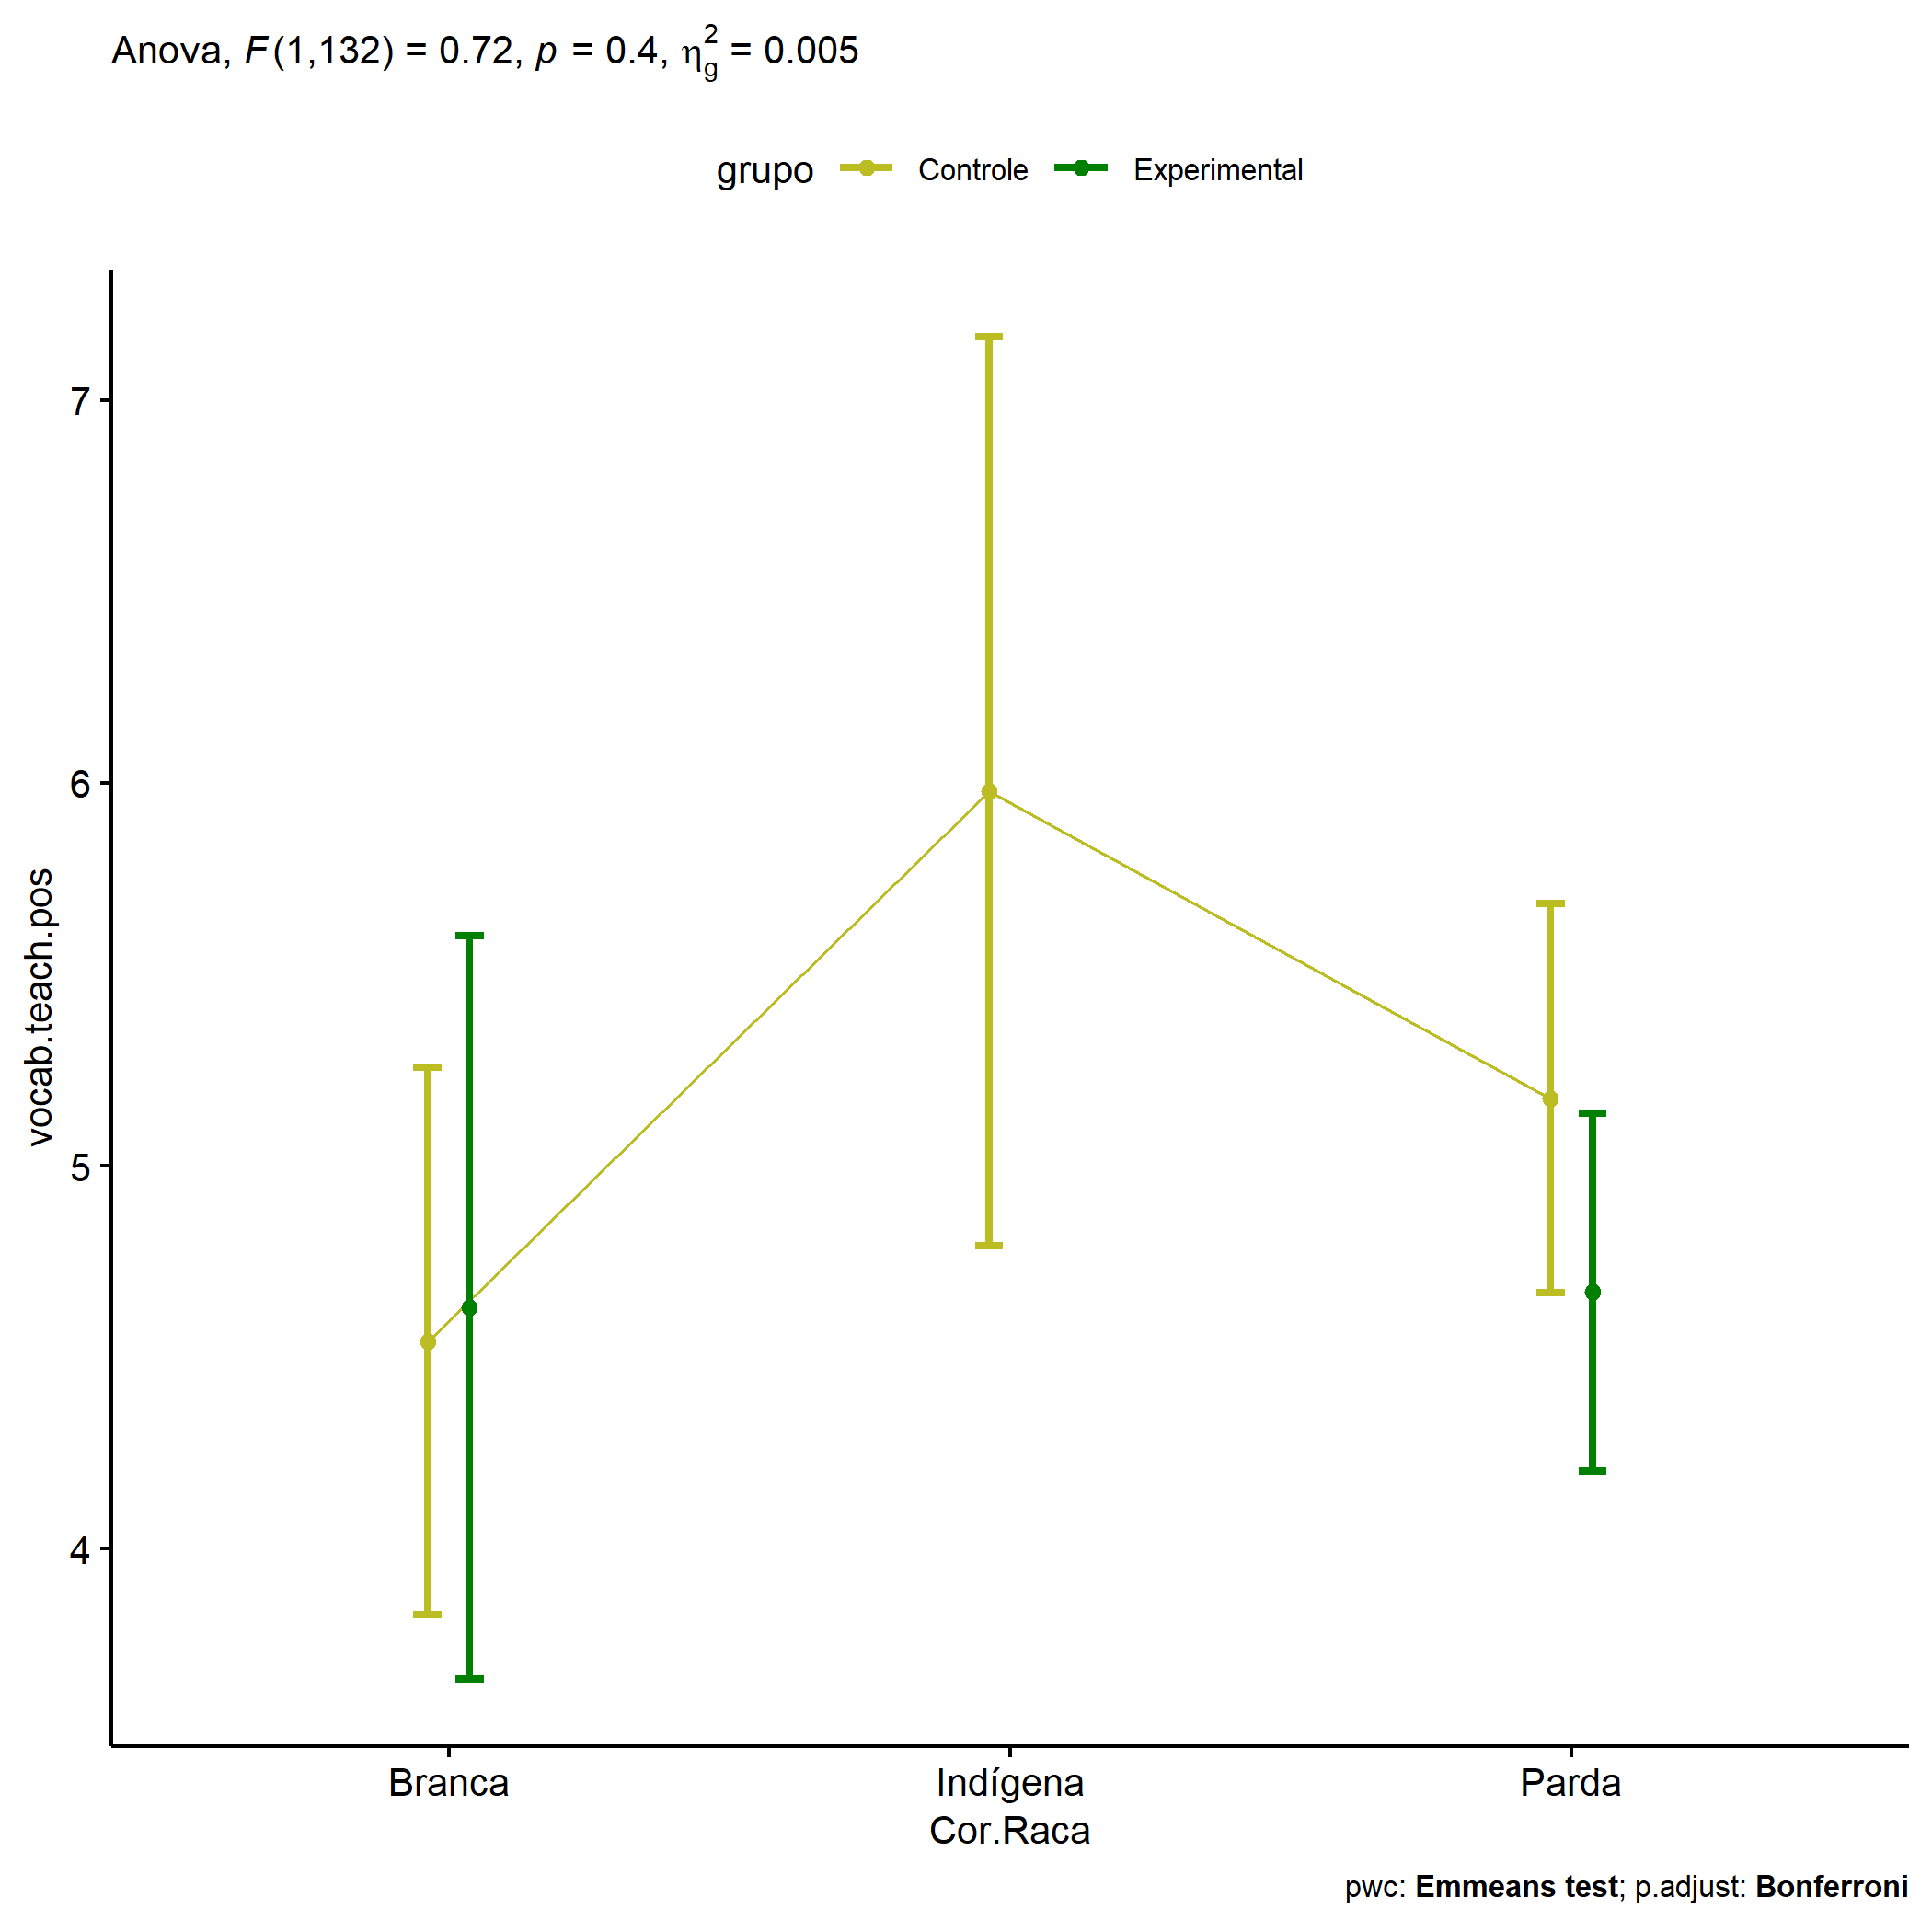 Anova, F(1,132) = 0.72, p = 0.4, η²g = 0.005
grupo Controle Experimental
7
6
5
4
vocab.teach.pos
Branca Indígena Parda
Cor.Raca
pwc: Emmeans test; p.adjust: Bonferroni